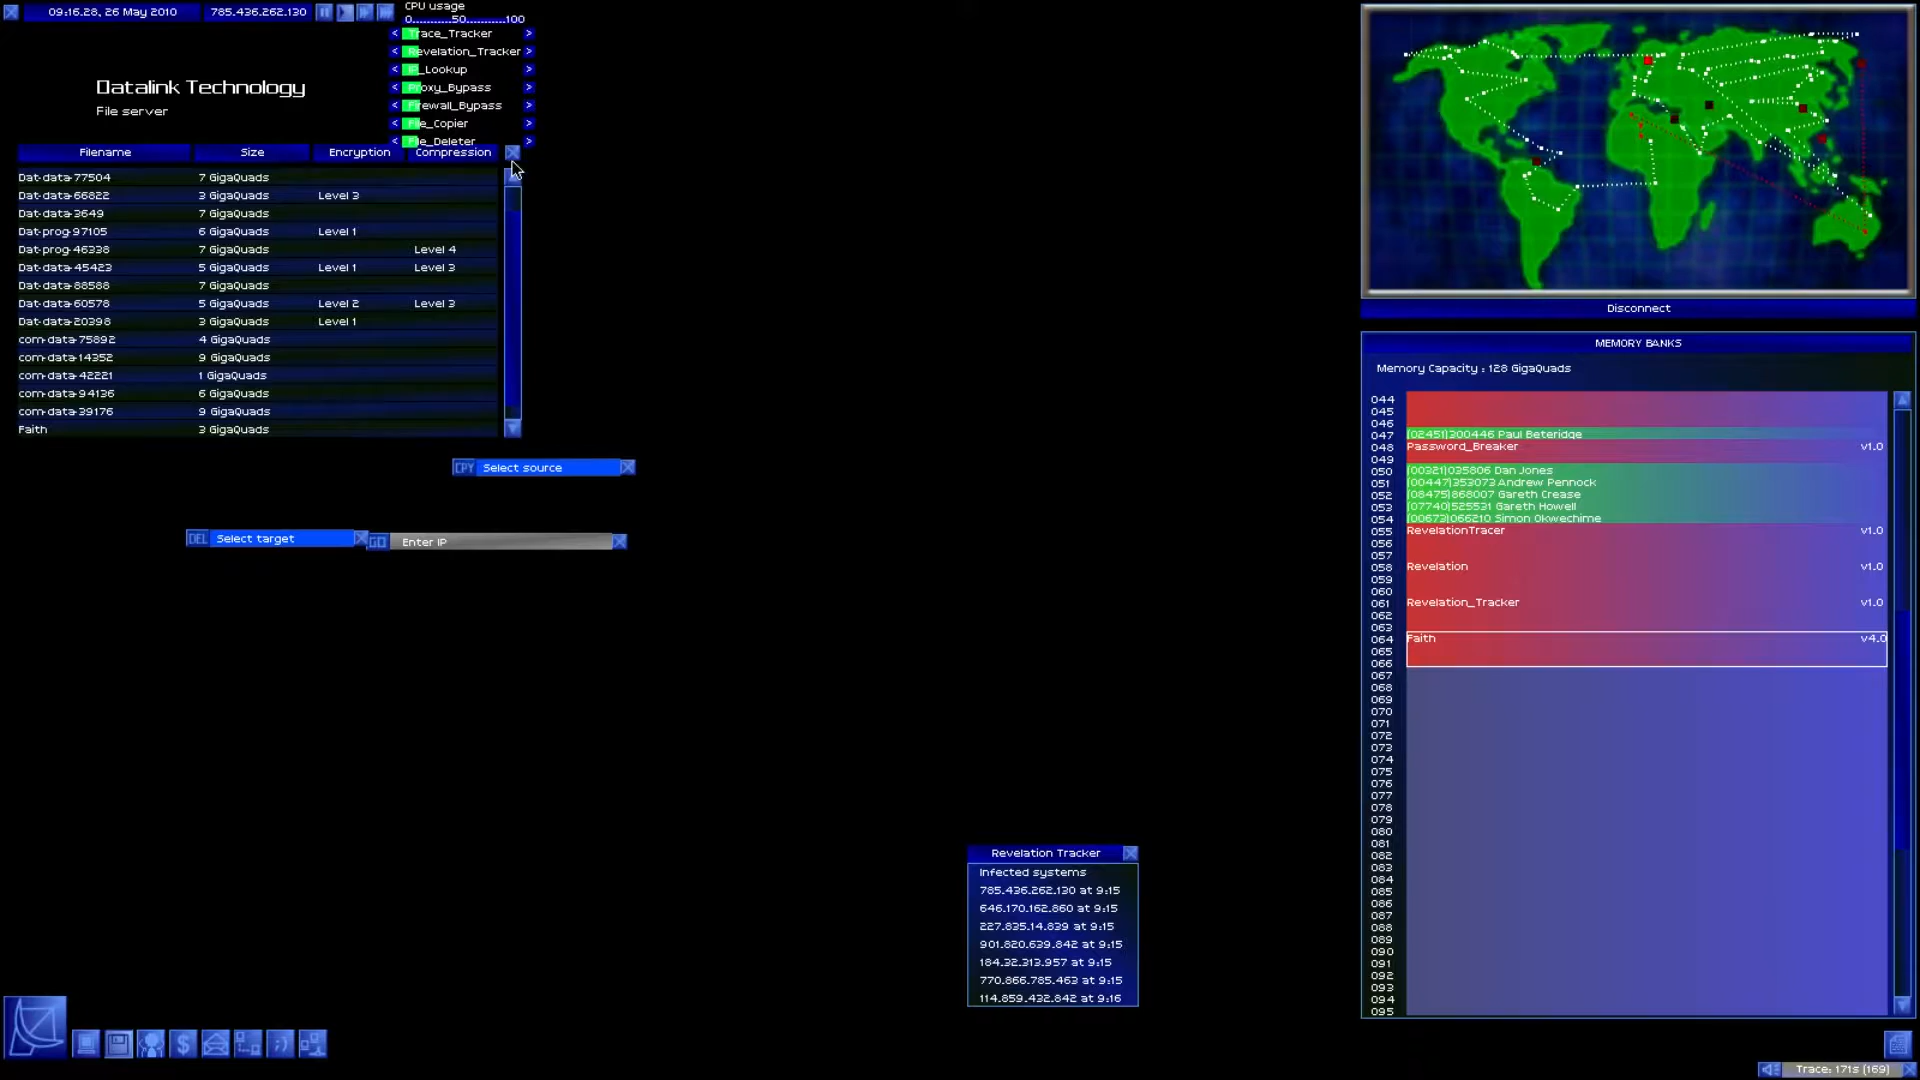 09:16.28, 26 May 2010
785.436.262.130
CPU usage
0............50...........100
< Trace_Tracker >
< Revelation_Tracker >
< IP_Lookup >
< Proxy_Bypass >
< Firewall_Bypass >
< File_Copier >
< File_Deleter >
Datalink Technology
File server
Filename Size Encryption Compression
Dat-data-77504 7 GigaQuads
Dat-data-66822 3 GigaQuads Level 3
Dat-data-3649 7 GigaQuads
Dat-prog-97105 6 GigaQuads Level 1
Dat-prog-46338 7 GigaQuads Level 4
Dat-data-45423 5 GigaQuads Level 1 Level 3
Dat-data-88588 7 GigaQuads
Dat-data-60578 5 GigaQuads Level 2 Level 3
Dat-data-20398 3 GigaQuads Level 1
com-data-75892 4 GigaQuads
com-data-14352 9 GigaQuads
com-data-42221 1 GigaQuads
com-data-94136 6 GigaQuads
com-data-39176 9 GigaQuads
Faith 3 GigaQuads
CPY Select source
DEL Select target
GO Enter IP
Disconnect
MEMORY BANKS
Memory Capacity : 128 GigaQuads
044
045
046
047 (02451)300446 Paul Beteridge
048 Password_Breaker v1.0
049
050 (00321)035806 Dan Jones
051 (00447)353073 Andrew Pennock
052 (08475)868007 Gareth Crease
053 (07740)525531 Gareth Howell
054 (00673)066210 Simon Okwechime
055 RevelationTracer v1.0
056
057
058 Revelation v1.0
059
060
061 Revelation_Tracker v1.0
062
063
064 Faith v4.0
065
066
067
068
069
070
071
072
073
074
075
076
077
078
079
080
081
082
083
084
085
086
087
088
089
090
091
092
093
094
095
Revelation Tracker
Infected systems
785.436.262.130 at 9:15
646.170.162.860 at 9:15
227.835.14.839 at 9:15
901.820.639.842 at 9:15
184.32.313.957 at 9:15
770.866.785.463 at 9:15
114.859.432.842 at 9:16
$
;)
Trace: 171s (169)